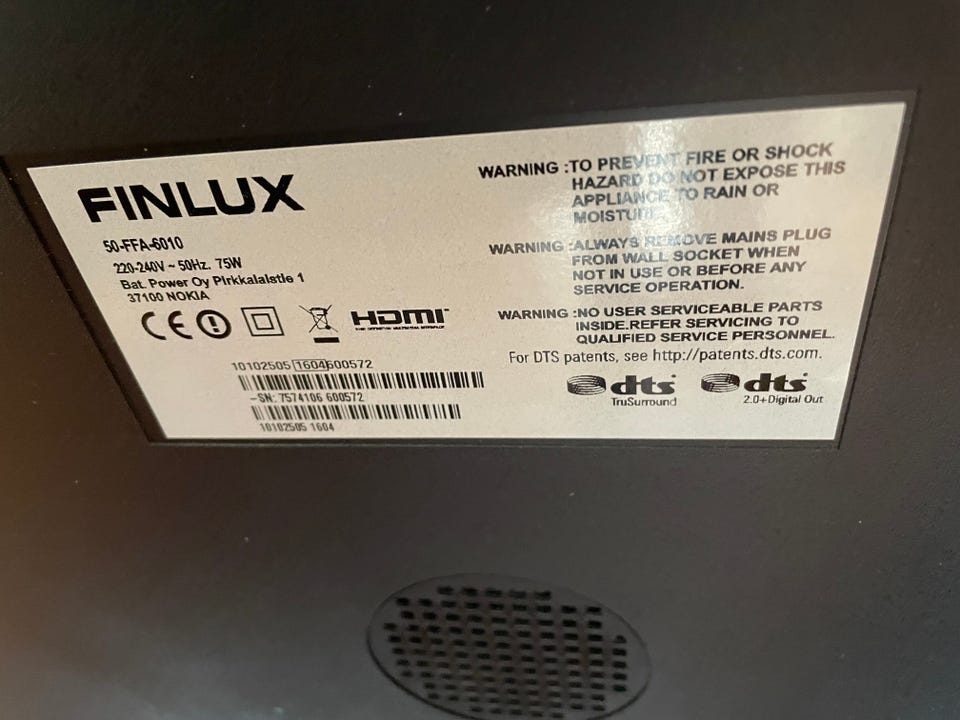 FINLUX
50-FFA-6010
220-240V ~ 50Hz. 75W
Bat. Power Oy Pirkkalaistie 1
37100 NOKIA
CE
HDMI
10102505 1604 600572
-SN: 7574106 600572
10102505 1604
WARNING :TO PREVENT FIRE OR SHOCK
HAZARD DO NOT EXPOSE THIS
APPLIANCE TO RAIN OR
MOISTURE
WARNING :ALWAYS REMOVE MAINS PLUG
FROM WALL SOCKET WHEN
NOT IN USE OR BEFORE ANY
SERVICE OPERATION.
WARNING :NO USER SERVICEABLE PARTS
INSIDE.REFER SERVICING TO
QUALIFIED SERVICE PERSONNEL.
For DTS patents, see http://patents.dts.com.
dts
TruSurround
dts
2.0+Digital Out